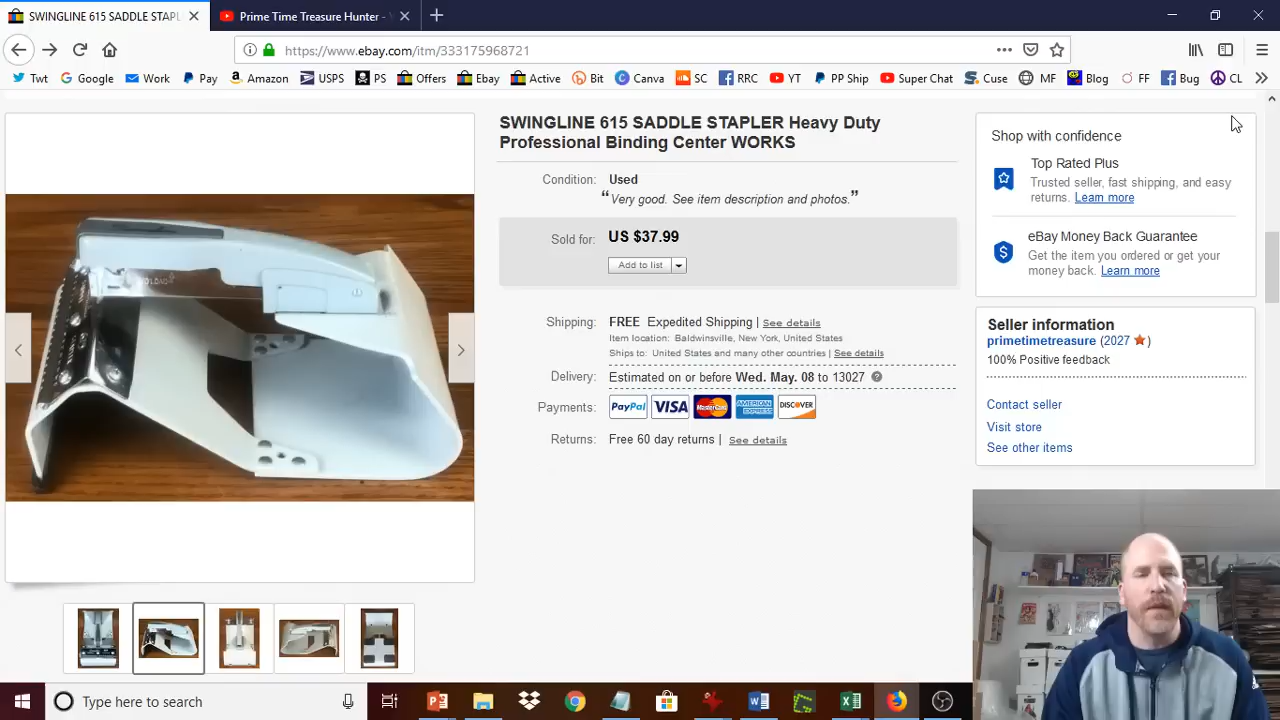 SWINGLINE 615 SADDLE STAPL
Prime Time Treasure Hunter -
https://www.ebay.com/itm/333175968721
Twt Google Work Pay Amazon USPS PS Offers Ebay Active Bit Canva SC RRC YT PP Ship Super Chat Cuse MF Blog FF Bug CL
SWINGLINE 615 SADDLE STAPLER Heavy Duty
Professional Binding Center WORKS
Condition: Used
“Very good. See item description and photos.”
Sold for: US $37.99
Add to list
Shipping: FREE Expedited Shipping | See details
Item location: Baldwinsville, New York, United States
Ships to: United States and many other countries | See details
Delivery: Estimated on or before Wed. May. 08 to 13027
Payments: PayPal VISA MasterCard AMERICAN EXPRESS DISCOVER
Returns: Free 60 day returns | See details
Shop with confidence
Top Rated Plus
Trusted seller, fast shipping, and easy
returns. Learn more
eBay Money Back Guarantee
Get the item you ordered or get your
money back. Learn more
Seller information
primetimetreasure (2027)
100% Positive feedback
Contact seller
Visit store
See other items
Type here to search